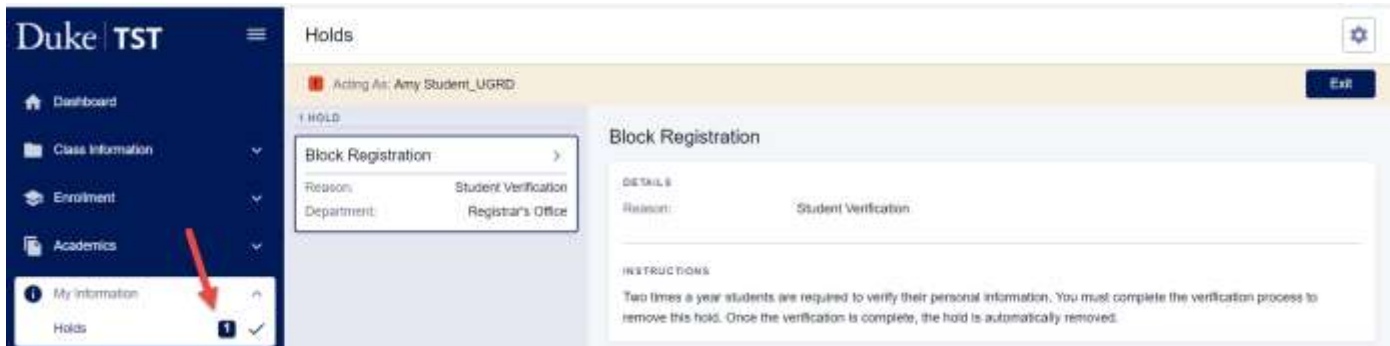 Duke TST
Holds
Acting As: Amy Student_UGRD
Exit
Dashboard
Class Information
Enrolment
Academics
My Information
Holds 1
1 HOLD
Block Registration
Reason: Student Verification
Department: Registrar's Office
Block Registration
DETAILS
Reason: Student Verification
INSTRUCTIONS
Two times a year students are required to verify their personal information. You must complete the verification process to
remove this hold. Once the verification is complete, the hold is automatically removed.